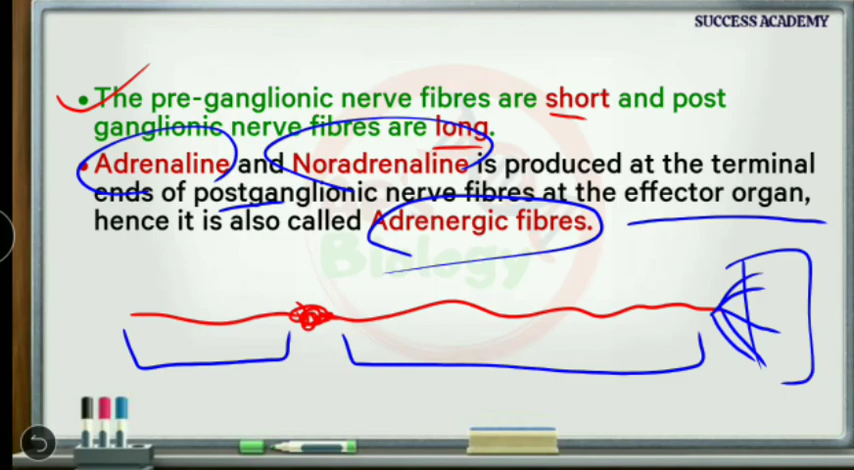 SUCCESS ACADEMY
• The pre-ganglionic nerve fibres are short and post
ganglionic nerve fibres are long.
• Adrenaline and Noradrenaline is produced at the terminal
ends of postganglionic nerve fibres at the effector organ,
hence it is also called Adrenergic fibres.
Biology